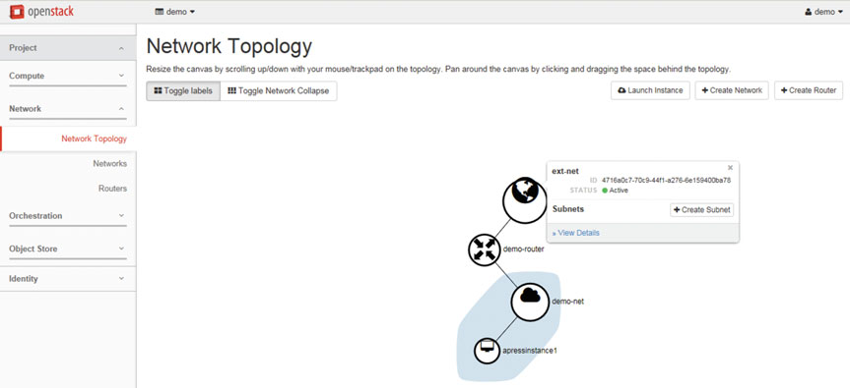 openstack
demo
demo
Project
Compute
Network
Network Topology
Networks
Routers
Orchestration
Object Store
Identity
Network Topology
Resize the canvas by scrolling up/down with your mouse/trackpad on the topology. Pan around the canvas by clicking and dragging the space behind the topology.
Toggle labels
Toggle Network Collapse
Launch Instance
+ Create Network
+ Create Router
ext-net
×
ID 4716a0c7-70c9-44f1-a276-6e159400ba78
STATUS Active
Subnets
+ Create Subnet
» View Details
demo-router
demo-net
apressinstance1